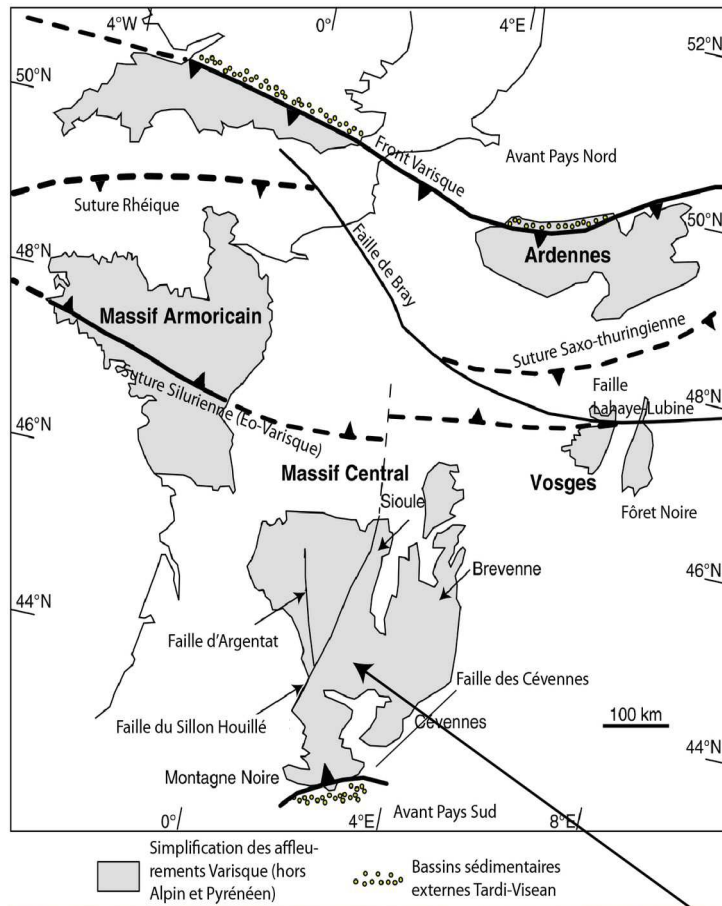 4°W
0°/
4°E
52°N
50°N
Front Varisque
Avant Pays Nord
Suture Rhéique
50°N
48°N
Faille de Bray
Ardennes
Massif Armoricain
Suture Saxo-thuringienne
Suture Silurienne (Eo-Varisque)
Faille
Lahaye-Lubine
48°N
46°N
Massif Central
Vosges
Sioule
Fôret Noire
Brevenne
46°N
44°N
Faille d'Argentat
Faille des Cévennes
Faille du Sillon Houillé
Cévennes
100 km
44°N
Montagne Noire
Avant Pays Sud
0°/
4°E
8°E
Simplification des affleu-
rements Varisque (hors
Alpin et Pyrénéen)
Bassins sédimentaires
externes Tardi-Visean